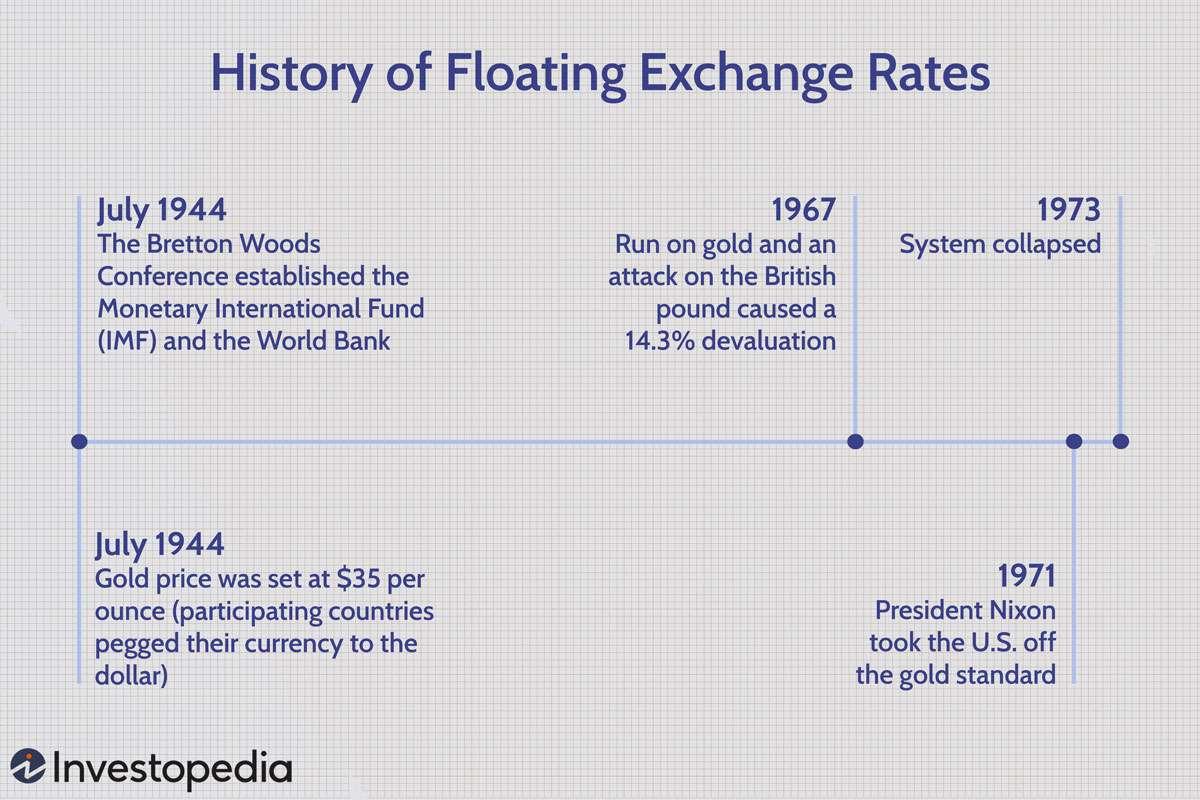 History of Floating Exchange Rates
July 1944
The Bretton Woods
Conference established the
Monetary International Fund
(IMF) and the World Bank
1967
Run on gold and an
attack on the British
pound caused a
14.3% devaluation
1973
System collapsed
July 1944
Gold price was set at $35 per
ounce (participating countries
pegged their currency to the
dollar)
1971
President Nixon
took the U.S. off
the gold standard
Investopedia